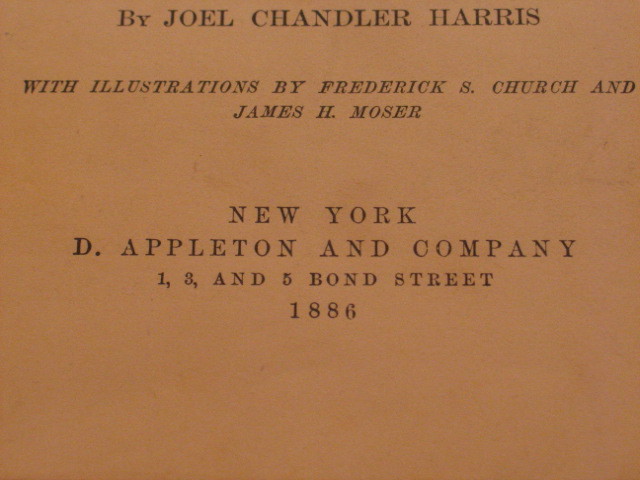 By JOEL CHANDLER HARRIS
WITH ILLUSTRATIONS BY FREDERICK S. CHURCH AND
JAMES H. MOSER
NEW YORK
D. APPLETON AND COMPANY
1, 3, AND 5 BOND STREET
1886